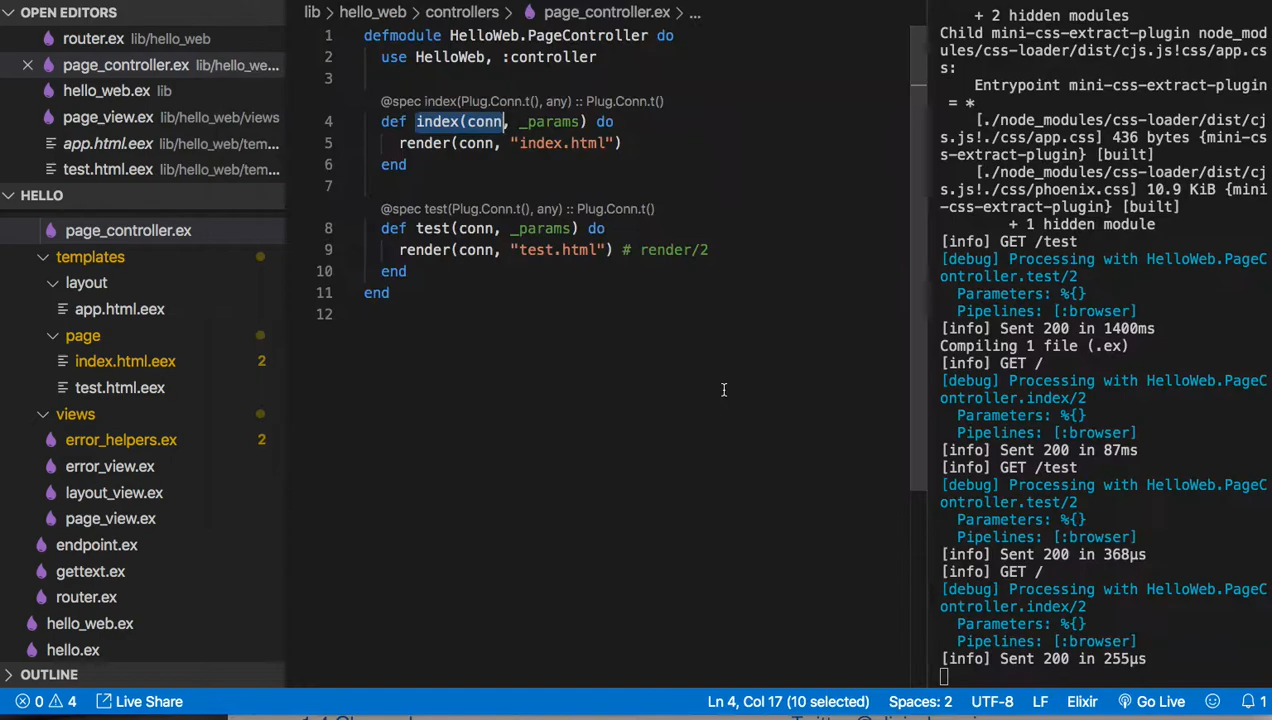 OPEN EDITORS
router.ex lib/hello_web
page_controller.ex lib/hello_we...
hello_web.ex lib
page_view.ex lib/hello_web/views
app.html.eex lib/hello_web/tem...
test.html.eex lib/hello_web/tem...
HELLO
page_controller.ex
templates
layout
app.html.eex
page
index.html.eex 2
test.html.eex
views
error_helpers.ex 2
error_view.ex
layout_view.ex
page_view.ex
endpoint.ex
gettext.ex
router.ex
hello_web.ex
hello.ex
OUTLINE
lib > hello_web > controllers > page_controller.ex > ...
1 defmodule HelloWeb.PageController do
2 use HelloWeb, :controller
3
@spec index(Plug.Conn.t(), any) :: Plug.Conn.t()
4 def index(conn, _params) do
5 render(conn, "index.html")
6 end
7
@spec test(Plug.Conn.t(), any) :: Plug.Conn.t()
8 def test(conn, _params) do
9 render(conn, "test.html") # render/2
10 end
11 end
12
+ 2 hidden modules
Child mini-css-extract-plugin node_mod
ules/css-loader/dist/cjs.js!css/app.cs
s:
Entrypoint mini-css-extract-plugin
= *
[./node_modules/css-loader/dist/cj
s.js!./css/app.css] 436 bytes {mini-cs
s-extract-plugin} [built]
[./node_modules/css-loader/dist/cj
s.js!./css/phoenix.css] 10.9 KiB {mini
-css-extract-plugin} [built]
+ 1 hidden module
[info] GET /test
[debug] Processing with HelloWeb.PageC
ontroller.test/2
Parameters: %{}
Pipelines: [:browser]
[info] Sent 200 in 1400ms
Compiling 1 file (.ex)
[info] GET /
[debug] Processing with HelloWeb.PageC
ontroller.index/2
Parameters: %{}
Pipelines: [:browser]
[info] Sent 200 in 87ms
[info] GET /test
[debug] Processing with HelloWeb.PageC
ontroller.test/2
Parameters: %{}
Pipelines: [:browser]
[info] Sent 200 in 368µs
[info] GET /
[debug] Processing with HelloWeb.PageC
ontroller.index/2
Parameters: %{}
Pipelines: [:browser]
[info] Sent 200 in 255µs
0 4 Live Share Ln 4, Col 17 (10 selected) Spaces: 2 UTF-8 LF Elixir Go Live 1